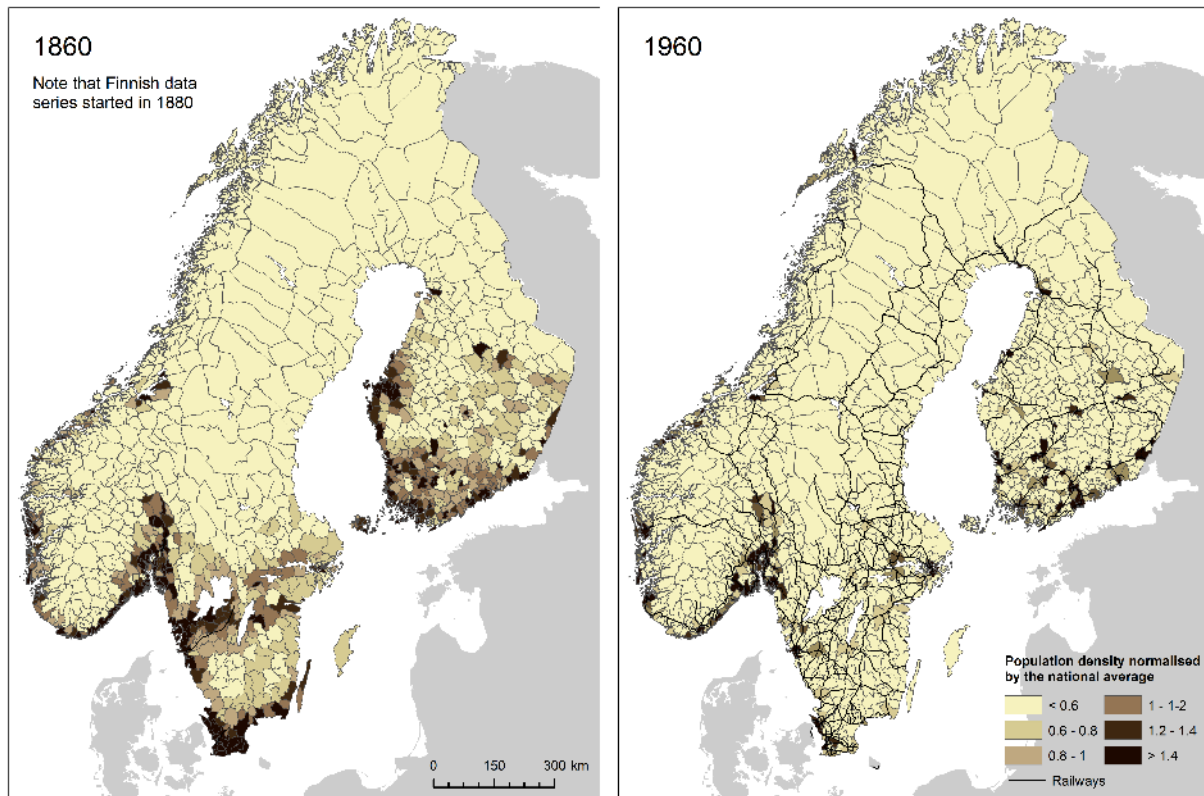 1860
Note that Finnish data
series started in 1880
0 150 300 km
1960
Population density normalised
by the national average
< 0.6
0.6 - 0.8
0.8 - 1
1 - 1-2
1.2 - 1.4
> 1.4
Railways